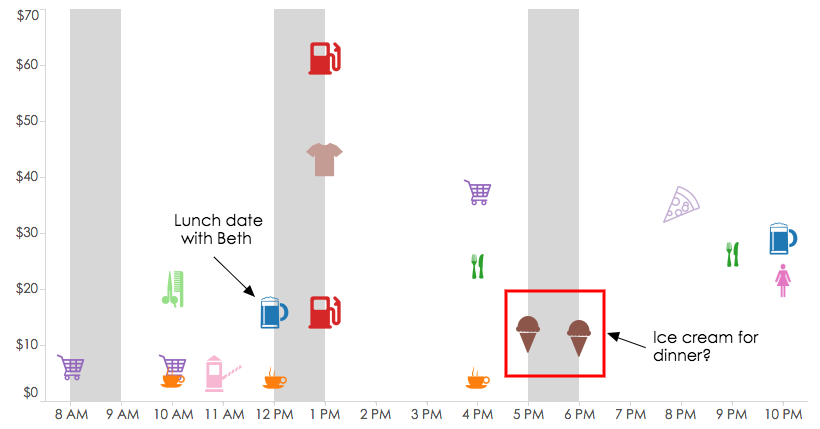 $70
$60
$50
$40
$30
$20
$10
$0
Lunch date
with Beth
Ice cream for
dinner?
8 AM 9 AM 10 AM 11 AM 12 PM 1 PM 2 PM 3 PM 4 PM 5 PM 6 PM 7 PM 8 PM 9 PM 10 PM